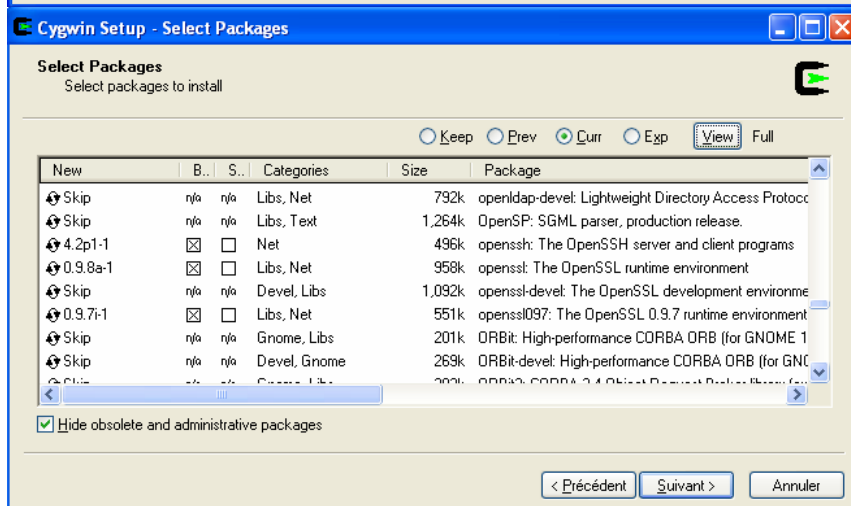 Cygwin Setup - Select Packages
Select Packages
Select packages to install
Keep Prev Curr Exp View Full
New B.. S.. Categories Size Package
Skip n/a n/a Libs, Net 792k openldap-devel: Lightweight Directory Access Protoc
Skip n/a n/a Libs, Text 1,264k OpenSP: SGML parser, production release.
4.2p1-1 Net 496k openssh: The OpenSSH server and client programs
0.9.8a-1 Libs, Net 958k openssl: The OpenSSL runtime environment
Skip n/a n/a Devel, Libs 1,092k openssl-devel: The OpenSSL development environme
0.9.7i-1 Libs, Net 551k openssl097: The OpenSSL 0.9.7 runtime environment
Skip n/a n/a Gnome, Libs 201k ORBit: High-performance CORBA ORB (for GNOME 1
Skip n/a n/a Devel, Gnome 269k ORBit-devel: High-performance CORBA ORB (for GNO
Hide obsolete and administrative packages
< Précédent Suivant > Annuler